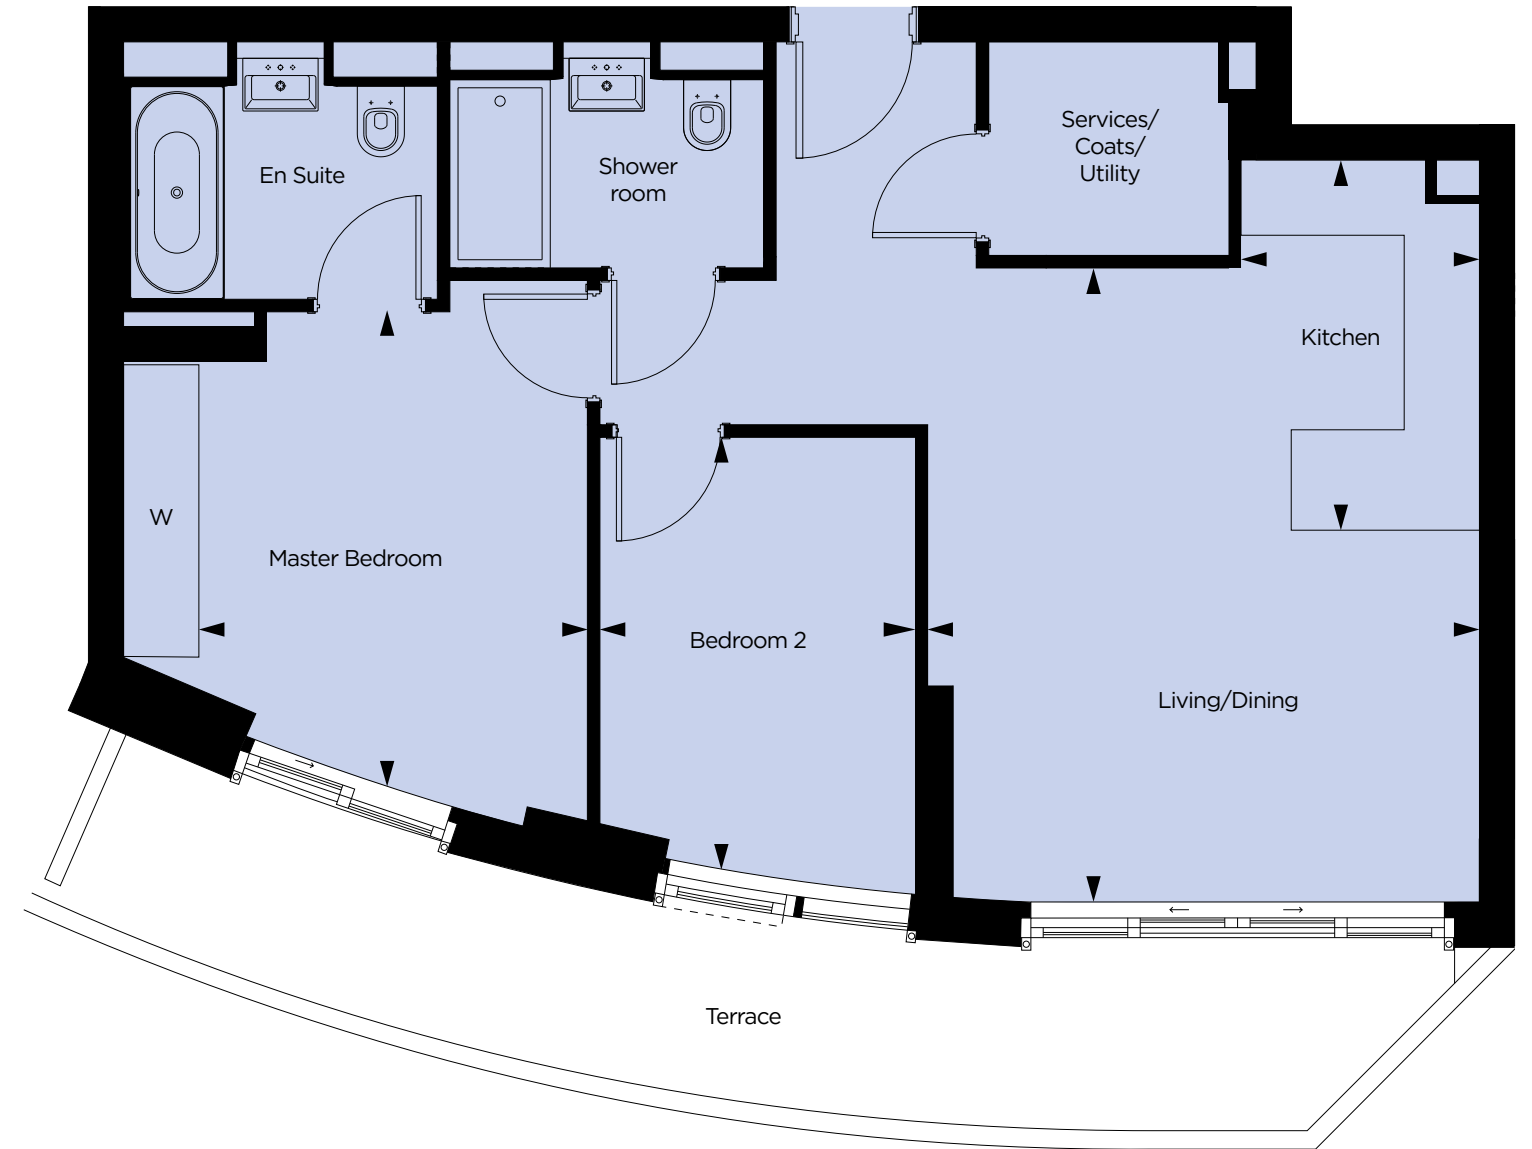 En Suite
Shower
room
Services/
Coats/
Utility
Kitchen
W
Master Bedroom
Bedroom 2
Living/Dining
Terrace